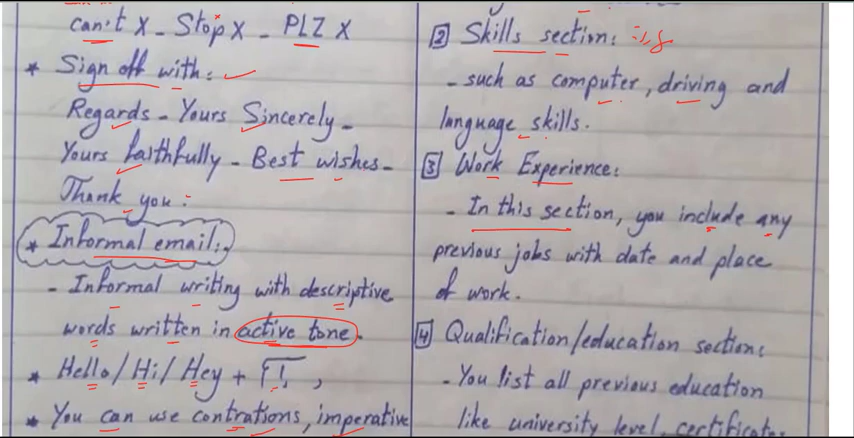 can't X - Stop X - PLZ X
* Sign off with:
Regards - Yours Sincerely -
Yours faithfully - Best wishes -
Thank you.
* Informal email:
- Informal writing with descriptive
words written in active tone.
* Hello/Hi/Hey +
* You can use contrations, imperative
2 Skills section:
- such as computer, driving and
language skills.
3 Work Experience:
- In this section, you include any
previous jobs with date and place
of work.
4 Qualification/education section:
- You list all previous education
like university level, certificate.